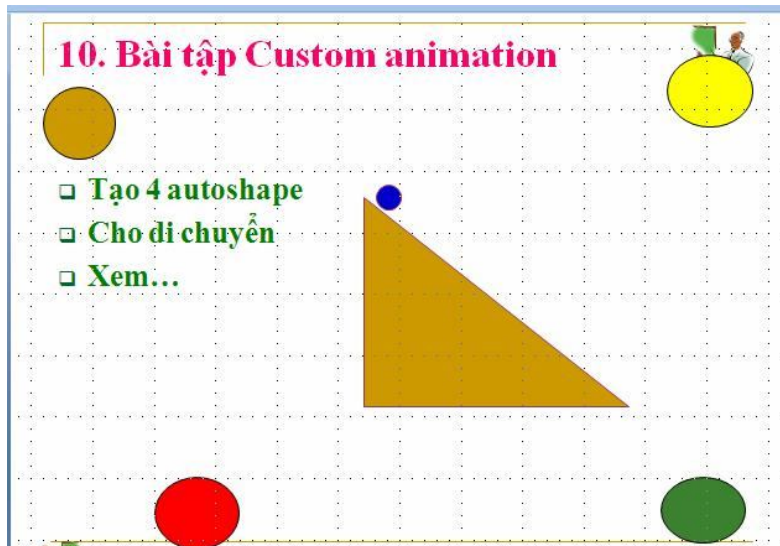 10. Bài tập Custom animation
Tạo 4 autoshape
Cho di chuyển
Xem...